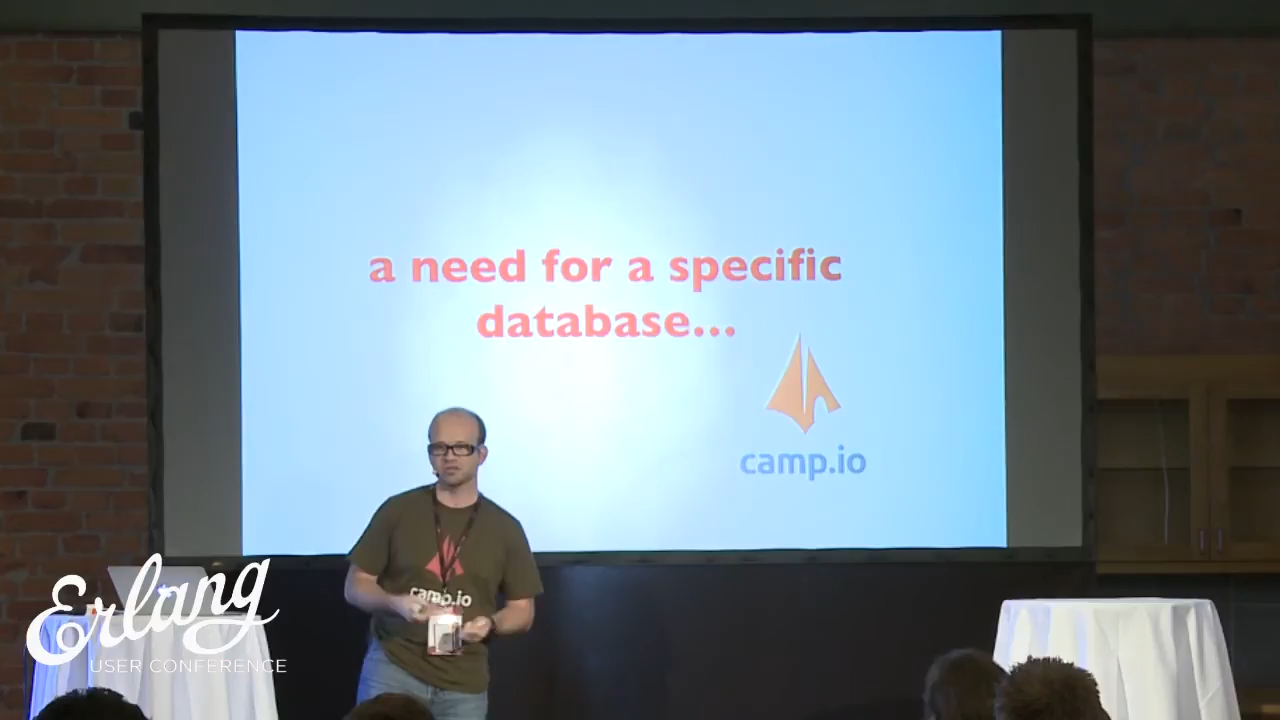 a need for a specific
database...
camp.io
camp.io
Erlang
USER CONFERENCE